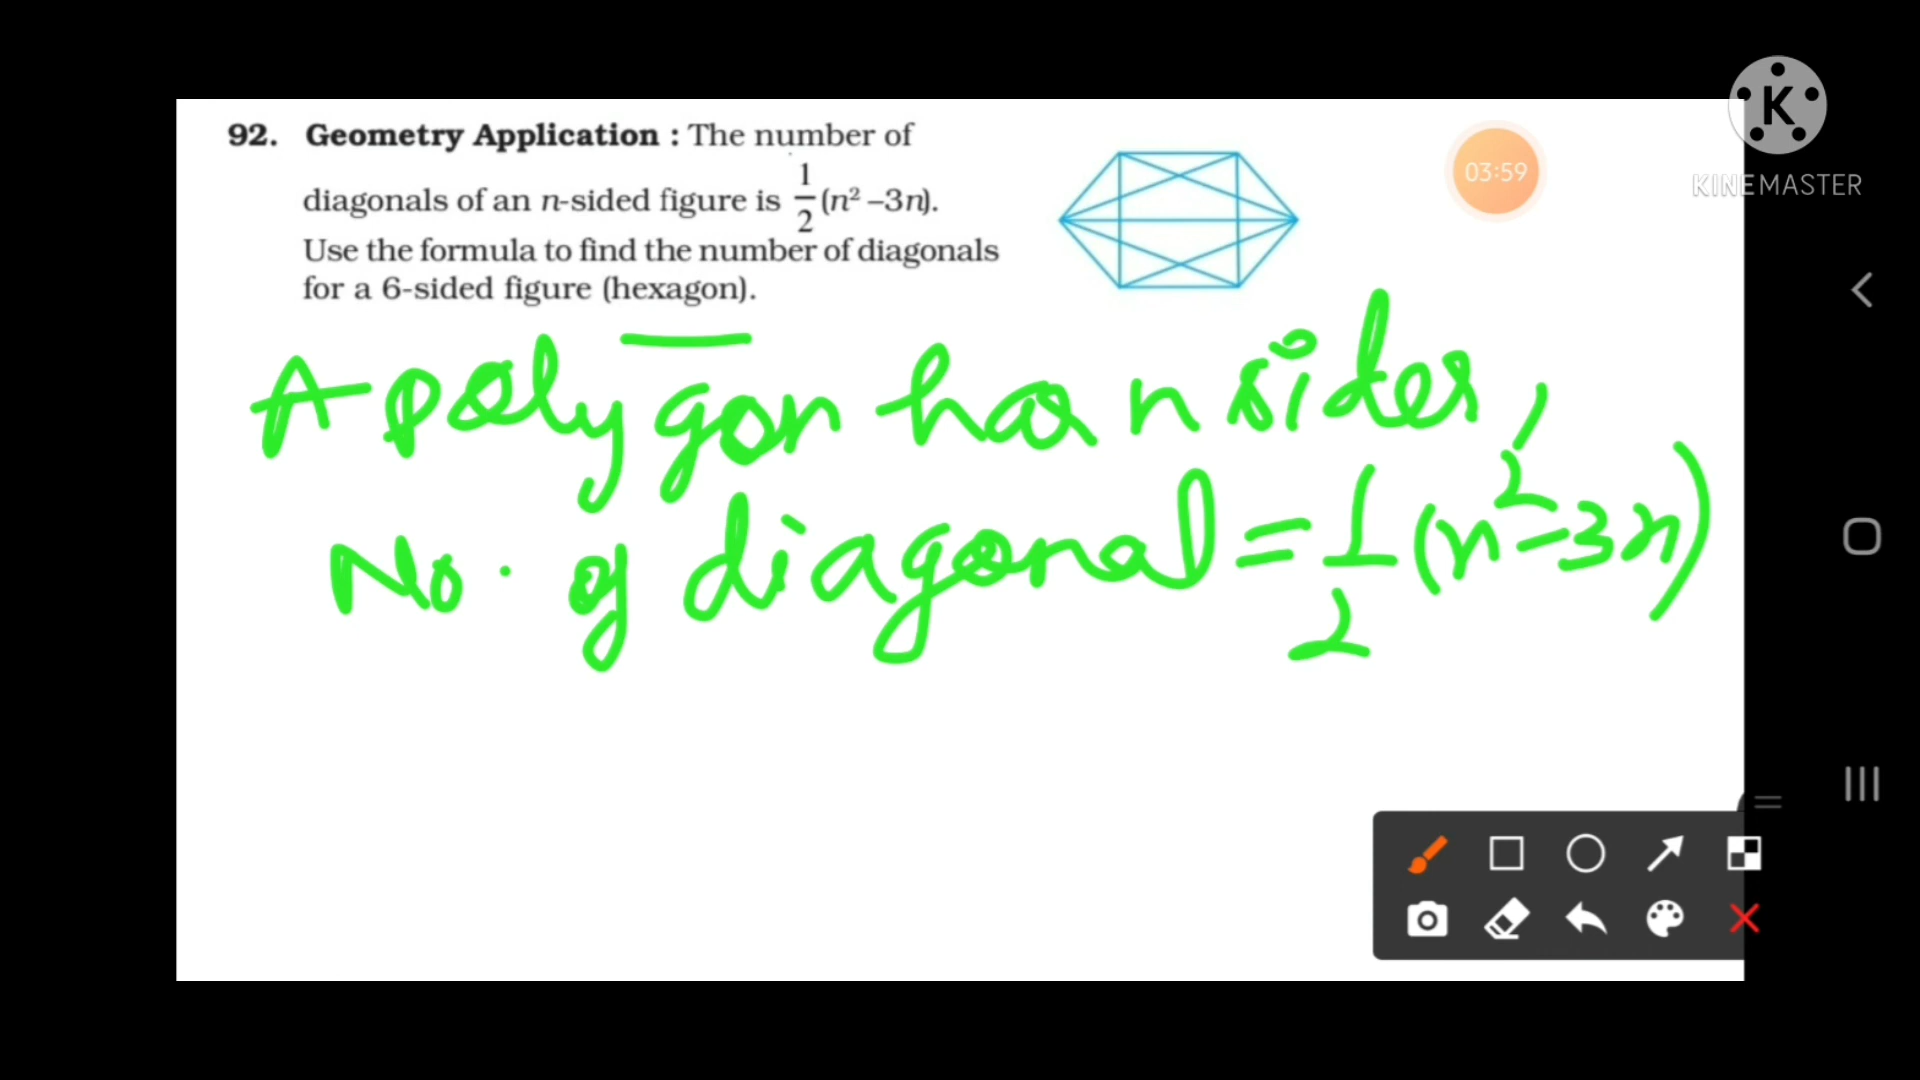 92. Geometry Application : The number of
diagonals of an n-sided figure is 1/2 (n² –3n).
Use the formula to find the number of diagonals
for a 6-sided figure (hexagon).
03:59
K
KINEMASTER
A polygon has n sides,
No. of diagonal = 1/2 (n²-3n)